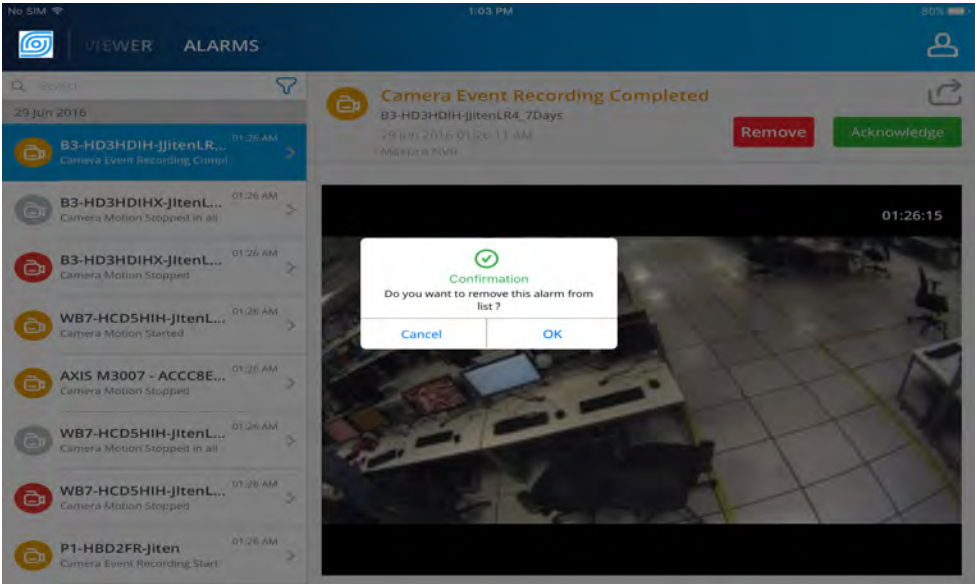 No SIM
1:03 PM
80%
VIEWER ALARMS
Search
29 Jun 2016
B3-HD3HDIH-JJitenLR... 01:26 AM
Camera Event Recording Compl
B3-HD3HDIHX-JItenL... 01:26 AM
Camera Motion Stopped in all
B3-HD3HDIHX-JItenL... 01:26 AM
Camera Motion Stopped
WB7-HCD5HIH-JItenL... 01:26 AM
Camera Motion Started
AXIS M3007 - ACCC8E... 01:26 AM
Camera Motion Stopped
WB7-HCD5HIH-JItenL... 01:26 AM
Camera Motion Stopped in all
WB7-HCD5HIH-JItenL... 01:26 AM
Camera Motion Stopped
P1-HBD2FR-Jiten 01:26 AM
Camera Event Recording Start
Camera Event Recording Completed
B3-HD3HDIH-JJitenLR4_7Days
29 Jun 2016 01:26:11 AM
NVR
Remove
Acknowledge
01:26:15
Confirmation
Do you want to remove this alarm from
list ?
Cancel OK